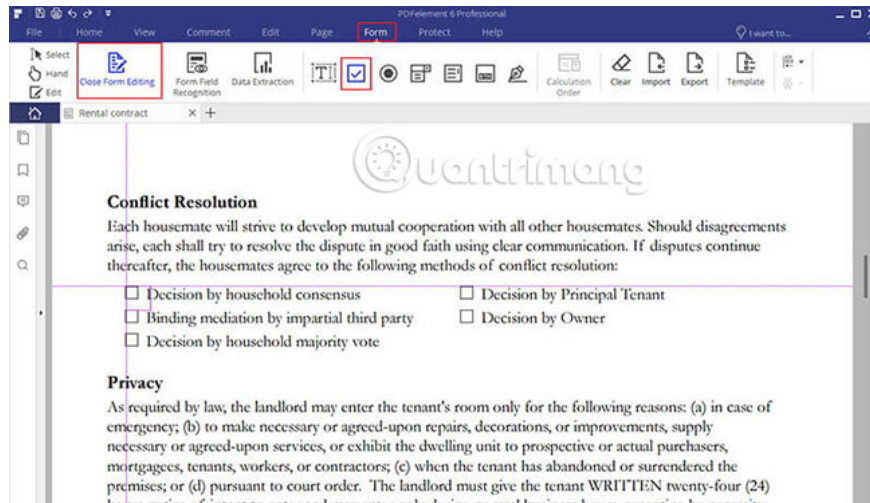 PDFelement 6 Professional
File Home View Comment Edit Page Form Protect Help I want to...
Select
Hand
Edit
Close Form Editing
Form Field Recognition
Data Extraction
Calculation Order
Clear
Import
Export
Template
Rental contract
Quantrimang
Conflict Resolution
Each housemate will strive to develop mutual cooperation with all other housemates. Should disagreements
arise, each shall try to resolve the dispute in good faith using clear communication. If disputes continue
thereafter, the housemates agree to the following methods of conflict resolution:
Decision by household consensus
Decision by Principal Tenant
Binding mediation by impartial third party
Decision by Owner
Decision by household majority vote
Privacy
As required by law, the landlord may enter the tenant's room only for the following reasons: (a) in case of
emergency; (b) to make necessary or agreed-upon repairs, decorations, or improvements, supply
necessary or agreed-upon services, or exhibit the dwelling unit to prospective or actual purchasers,
mortgagees, tenants, workers, or contractors; (c) when the tenant has abandoned or surrendered the
premises; or (d) pursuant to court order. The landlord must give the tenant WRITTEN twenty-four (24)